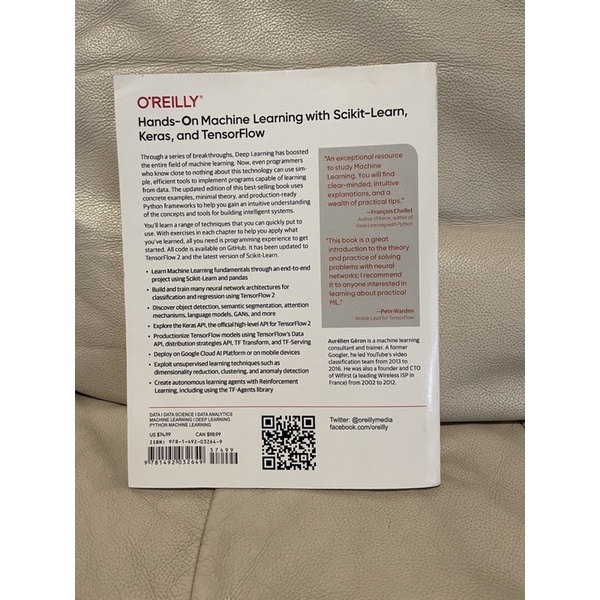 O'REILLY®
Hands-On Machine Learning with Scikit-Learn,
Keras, and TensorFlow
Through a series of breakthroughs, Deep Learning has boosted
the entire field of machine learning. Now, even programmers
who know close to nothing about this technology can use sim-
ple, efficient tools to implement programs capable of learning
from data. The updated edition of this best-selling book uses
concrete examples, minimal theory, and production-ready
Python frameworks to help you gain an intuitive understanding
of the concepts and tools for building intelligent systems.
You'll learn a range of techniques that you can quickly put to
use. With exercises in each chapter to help you apply what
you've learned, all you need is programming experience to get
started. All code is available on GitHub. It has been updated to
TensorFlow 2 and the latest version of Scikit-Learn.
• Learn Machine Learning fundamentals through an end-to-end
project using Scikit-Learn and pandas
• Build and train many neural network architectures for
classification and regression using TensorFlow 2
• Discover object detection, semantic segmentation, attention
mechanisms, language models, GANs, and more
• Explore the Keras API, the official high-level API for TensorFlow 2
• Productionize TensorFlow models using TensorFlow's Data
API, distribution strategies API, TF Transform, and TF-Serving
• Deploy on Google Cloud AI Platform or on mobile devices
• Exploit unsupervised learning techniques such as
dimensionality reduction, clustering, and anomaly detection
• Create autonomous learning agents with Reinforcement
Learning, including using the TF-Agents library
"An exceptional resource
to study Machine
Learning. You will find
clear-minded, intuitive
explanations, and a
wealth of practical tips."
—François Chollet
Author of Keras, author of
Deep Learning with Python
"This book is a great
introduction to the theory
and practice of solving
problems with neural
networks; I recommend
it to anyone interested in
learning about practical
ML."
—Pete Warden
Mobile Lead for TensorFlow
Aurélien Géron is a machine learning
consultant and trainer. A former
Googler, he led YouTube's video
classification team from 2013 to
2016. He was also a founder and CTO
of Wifirst (a leading Wireless ISP in
France) from 2002 to 2012.
DATA | DATA SCIENCE | DATA ANALYTICS
MACHINE LEARNING | DEEP LEARNING
PYTHON MACHINE LEARNING
US $74.99 CAN $98.99
ISBN: 978-1-492-03264-9
57499
9781492032649
Twitter: @oreillymedia
facebook.com/oreilly